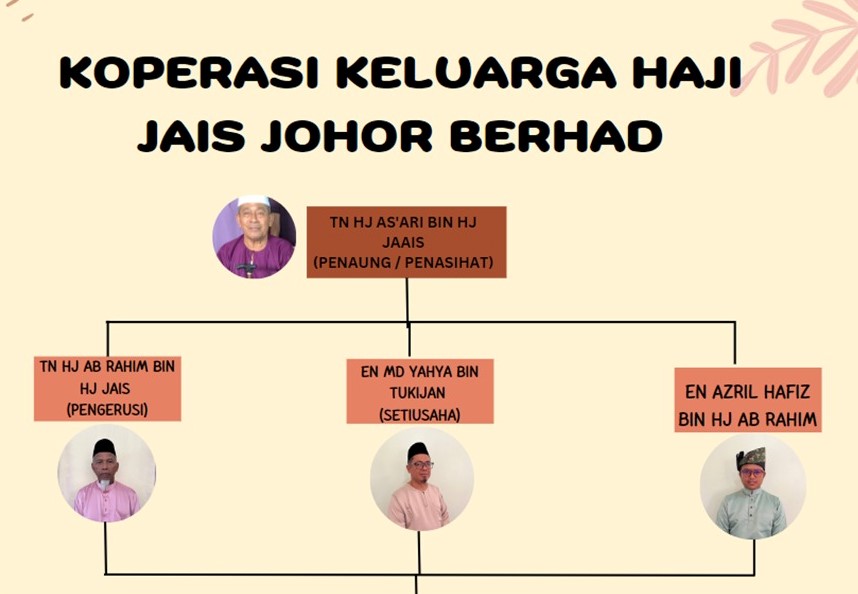 KOPERASI KELUARGA HAJI
JAIS JOHOR BERHAD
TN HJ AS'ARI BIN HJ
JAAIS
(PENAUNG / PENASIHAT)
TN HJ AB RAHIM BIN
HJ JAIS
(PENGERUSI)
EN MD YAHYA BIN
TUKIJAN
(SETIUSAHA)
EN AZRIL HAFIZ
BIN HJ AB RAHIM